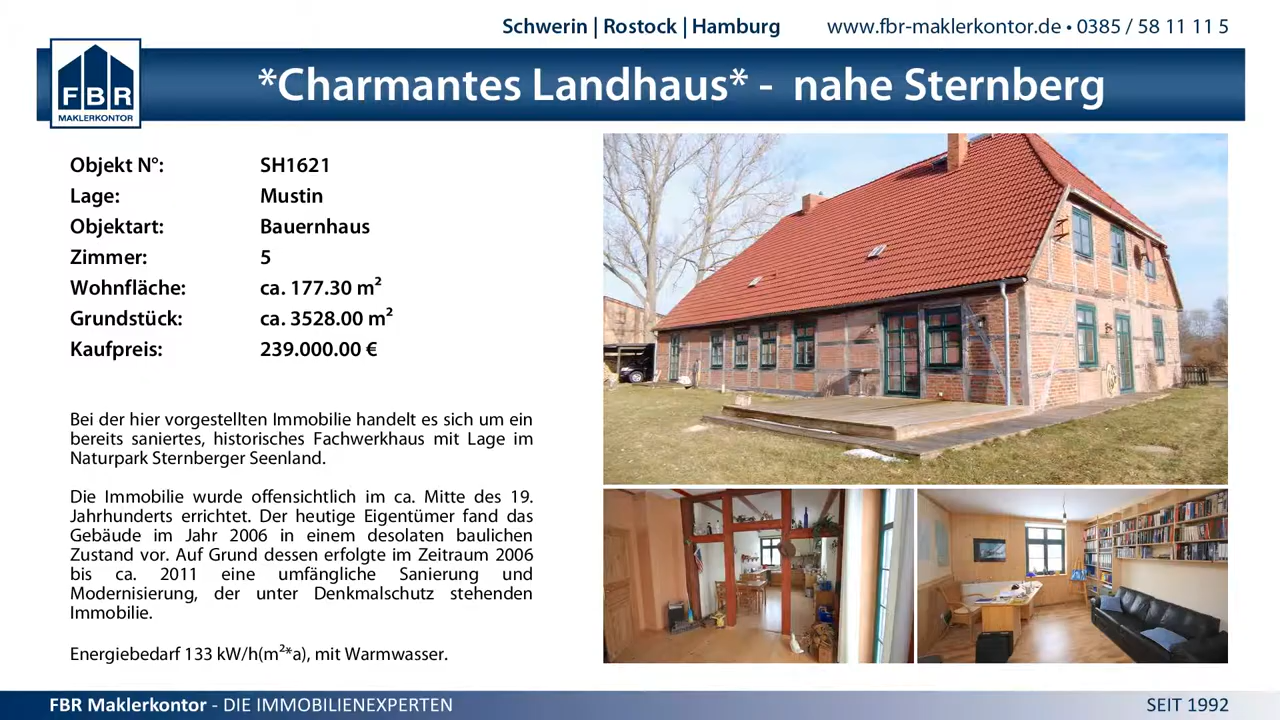 Schwerin | Rostock | Hamburg www.fbr-maklerkontor.de • 0385 / 58 11 11 5
FBR
MAKLERKONTOR
*Charmantes Landhaus* - nahe Sternberg
Objekt N°: SH1621
Lage: Mustin
Objektart: Bauernhaus
Zimmer: 5
Wohnfläche: ca. 177.30 m²
Grundstück: ca. 3528.00 m²
Kaufpreis: 239.000.00 €
Bei der hier vorgestellten Immobilie handelt es sich um ein
bereits saniertes, historisches Fachwerkhaus mit Lage im
Naturpark Sternberger Seenland.
Die Immobilie wurde offensichtlich im ca. Mitte des 19.
Jahrhunderts errichtet. Der heutige Eigentümer fand das
Gebäude im Jahr 2006 in einem desolaten baulichen
Zustand vor. Auf Grund dessen erfolgte im Zeitraum 2006
bis ca. 2011 eine umfängliche Sanierung und
Modernisierung, der unter Denkmalschutz stehenden
Immobilie.
Energiebedarf 133 kW/h(m²*a), mit Warmwasser.
FBR Maklerkontor - DIE IMMOBILIENEXPERTEN SEIT 1992